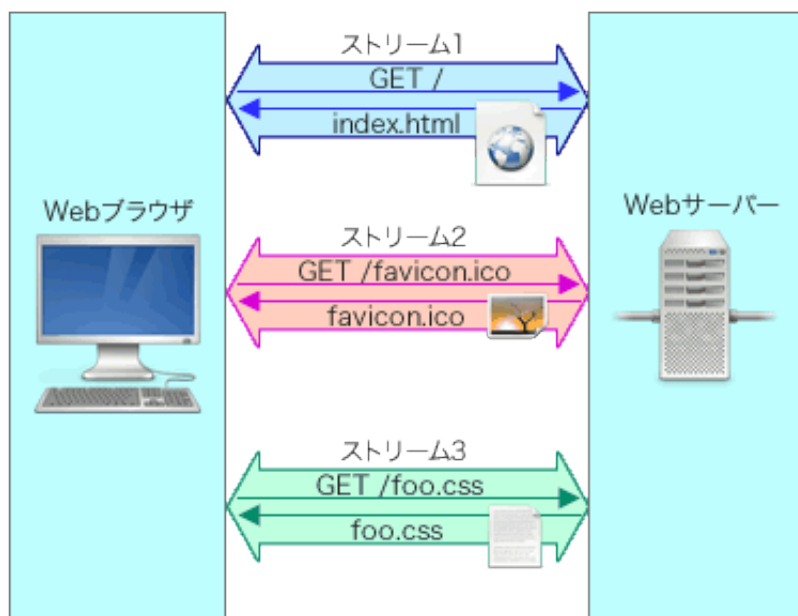 ストリーム1
GET /
index.html
Webブラウザ
Webサーバー
ストリーム2
GET /favicon.ico
favicon.ico
ストリーム3
GET /foo.css
foo.css